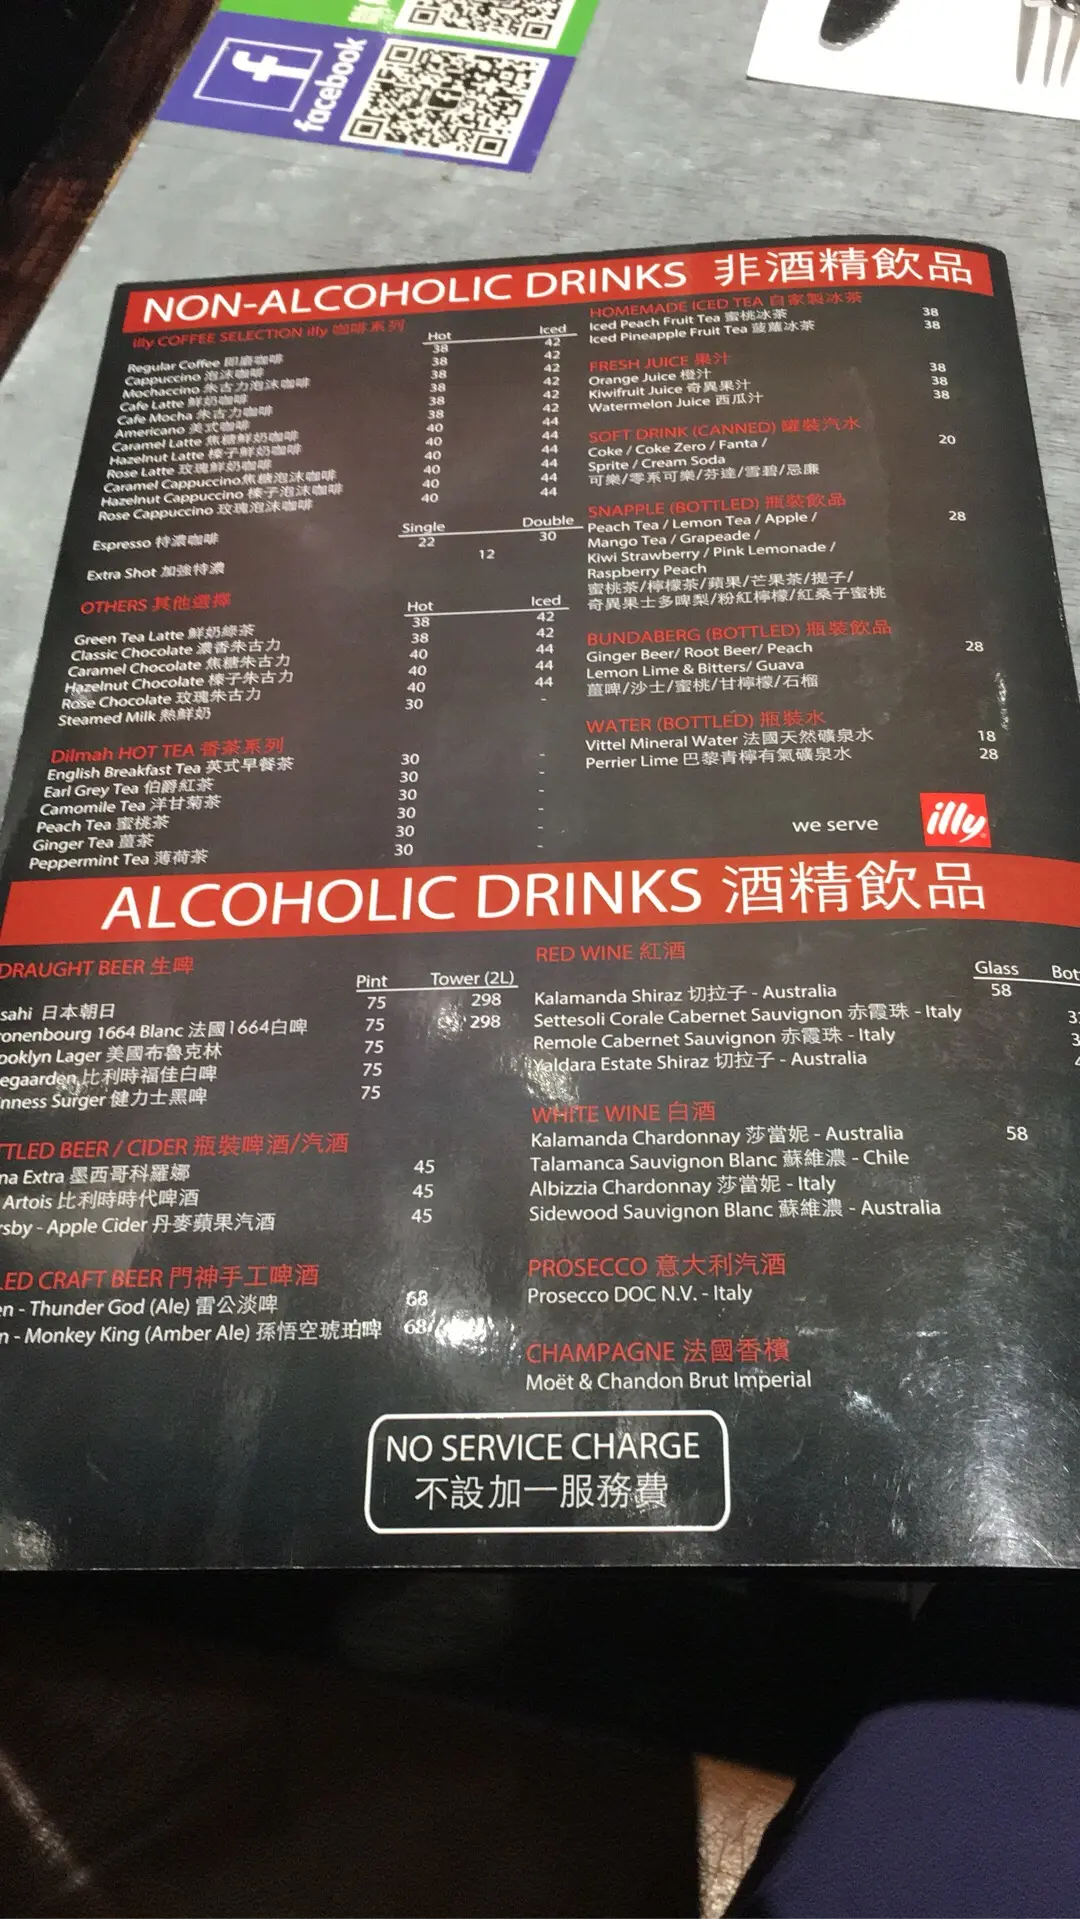 facebook
NON-ALCOHOLIC DRINKS 非酒精飲品
illy COFFEE SELECTION illy 咖啡系列
Hot Iced
Regular Coffee 即磨咖啡 38 42
Cappuccino 泡沫咖啡 38 42
Mochaccino 朱古力泡沫咖啡 38 42
Cafe Latte 鮮奶咖啡 38 42
Cafe Mocha 朱古力咖啡 38 42
Americano 美式咖啡 38 42
Caramel Latte 焦糖鮮奶咖啡 40 44
Hazelnut Latte 榛子鮮奶咖啡 40 44
Rose Latte 玫瑰鮮奶咖啡 40 44
Caramel Cappuccino焦糖泡沫咖啡 40 44
Hazelnut Cappuccino 榛子泡沫咖啡 40 44
Rose Cappuccino 玫瑰泡沫咖啡 40 44
Single Double
Espresso 特濃咖啡 22 30
Extra Shot 加強特濃 12
OTHERS 其他選擇
Hot Iced
Green Tea Latte 鮮奶綠茶 38 42
Classic Chocolate 濃香朱古力 38 42
Caramel Chocolate 焦糖朱古力 40 44
Hazelnut Chocolate 榛子朱古力 40 44
Rose Chocolate 玫瑰朱古力 40 44
Steamed Milk 熱鮮奶 30 -
Dilmah HOT TEA 香茶系列
English Breakfast Tea 英式早餐茶 30 -
Earl Grey Tea 伯爵紅茶 30 -
Camomile Tea 洋甘菊茶 30 -
Peach Tea 蜜桃茶 30 -
Ginger Tea 薑茶 30 -
Peppermint Tea 薄荷茶 30 -
HOMEMADE ICED TEA 自家製冰茶
Iced Peach Fruit Tea 蜜桃冰茶 38
Iced Pineapple Fruit Tea 菠蘿冰茶 38
FRESH JUICE 果汁
Orange Juice 橙汁 38
Kiwifruit Juice 奇異果汁 38
Watermelon Juice 西瓜汁 38
SOFT DRINK (CANNED) 罐裝汽水
Coke / Coke Zero / Fanta / 20
Sprite / Cream Soda
可樂/零系可樂/芬達/雪碧/忌廉
SNAPPLE (BOTTLED) 瓶裝飲品
Peach Tea / Lemon Tea / Apple / 28
Mango Tea / Grapeade /
Kiwi Strawberry / Pink Lemonade /
Raspberry Peach
蜜桃茶/檸檬茶/蘋果/芒果茶/提子/
奇異果士多啤梨/粉紅檸檬/紅桑子蜜桃
BUNDABERG (BOTTLED) 瓶裝飲品
Ginger Beer/ Root Beer/ Peach 28
Lemon Lime & Bitters/ Guava
薑啤/沙士/蜜桃/甘檸檬/石榴
WATER (BOTTLED) 瓶裝水
Vittel Mineral Water 法國天然礦泉水 18
Perrier Lime 巴黎青檸有氣礦泉水 28
we serve illy
ALCOHOLIC DRINKS 酒精飲品
DRAUGHT BEER 生啤
Pint Tower (2L)
sahi 日本朝日 75 298
ronenbourg 1664 Blanc 法國1664白啤 75 298
ooklyn Lager 美國布魯克林 75
egaarden 比利時福佳白啤 75
nness Surger 健力士黑啤 75
TTLED BEER / CIDER 瓶裝啤酒/汽酒
na Extra 墨西哥科羅娜 45
Artois 比利時時代啤酒 45
rsby - Apple Cider 丹麥蘋果汽酒 45
LED CRAFT BEER 門神手工啤酒
en - Thunder God (Ale) 雷公淡啤 68
n - Monkey King (Amber Ale) 孫悟空琥珀啤 68
RED WINE 紅酒
Glass Bot
Kalamanda Shiraz 切拉子 - Australia 58
Settesoli Corale Cabernet Sauvignon 赤霞珠 - Italy
Remole Cabernet Sauvignon 赤霞珠 - Italy
Yaldara Estate Shiraz 切拉子 - Australia
WHITE WINE 白酒
Kalamanda Chardonnay 莎當妮 - Australia 58
Talamanca Sauvignon Blanc 蘇維濃 - Chile
Albizzia Chardonnay 莎當妮 - Italy
Sidewood Sauvignon Blanc 蘇維濃 - Australia
PROSECCO 意大利汽酒
Prosecco DOC N.V. - Italy
CHAMPAGNE 法國香檳
Moët & Chandon Brut Imperial
NO SERVICE CHARGE
不設加一服務費